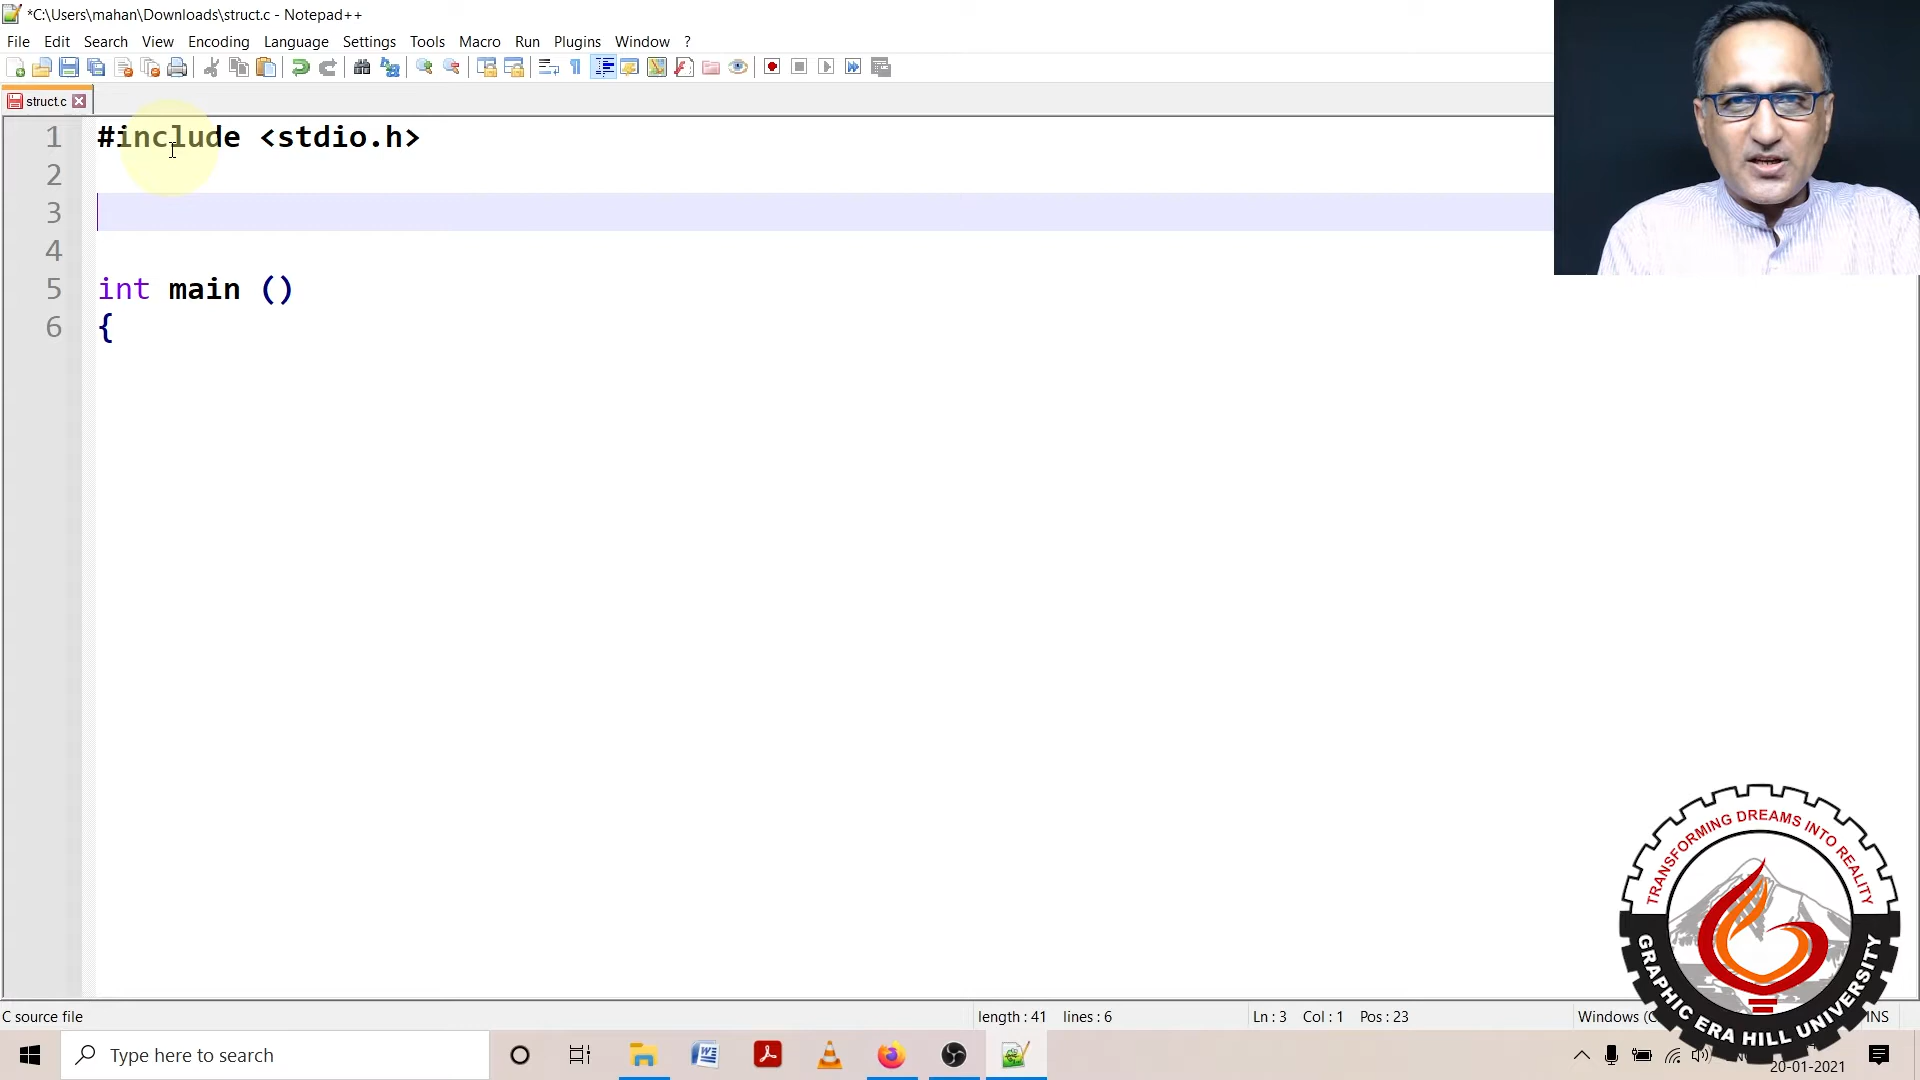 *C:\Users\mahan\Downloads\struct.c - Notepad++
File Edit Search View Encoding Language Settings Tools Macro Run Plugins Window ?
struct.c
1 #include <stdio.h>
2
3
4
5 int main ()
6 {
TRANSFORMING DREAMS INTO REALITY
GRAPHIC ERA HILL UNIVERSITY
C source file length : 41 lines : 6 Ln : 3 Col : 1 Pos : 23 Windows (C INS
Type here to search
20-01-2021